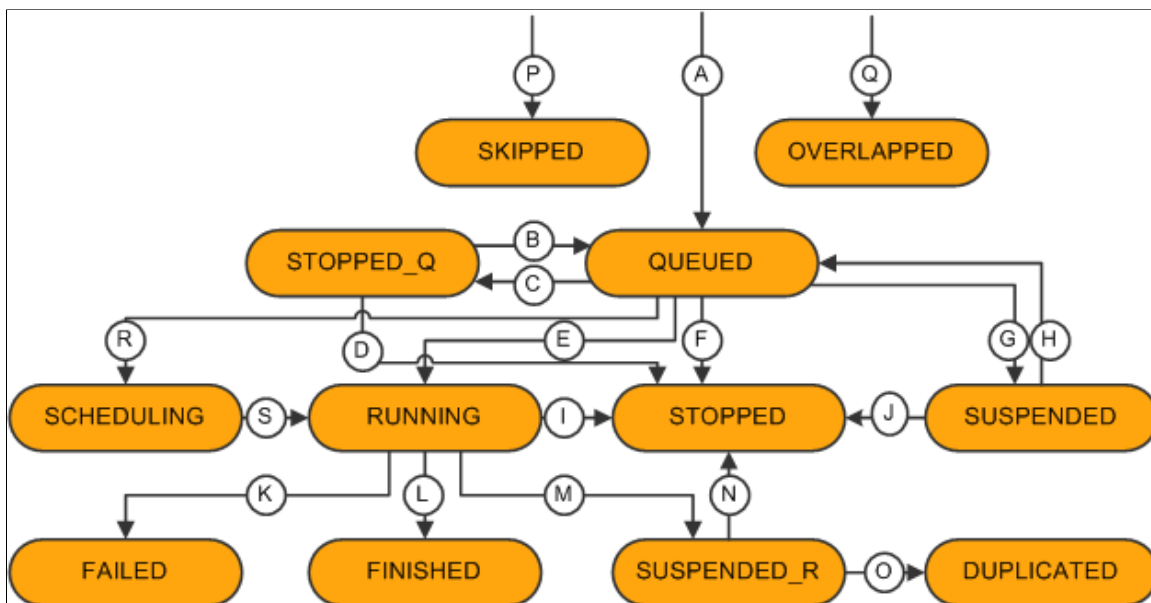 P
A
Q
SKIPPED
OVERLAPPED
STOPPED_Q
B
QUEUED
C
R
D
E
F
G
H
SCHEDULING
S
RUNNING
I
STOPPED
J
SUSPENDED
K
L
M
N
FAILED
FINISHED
SUSPENDED_R
O
DUPLICATED